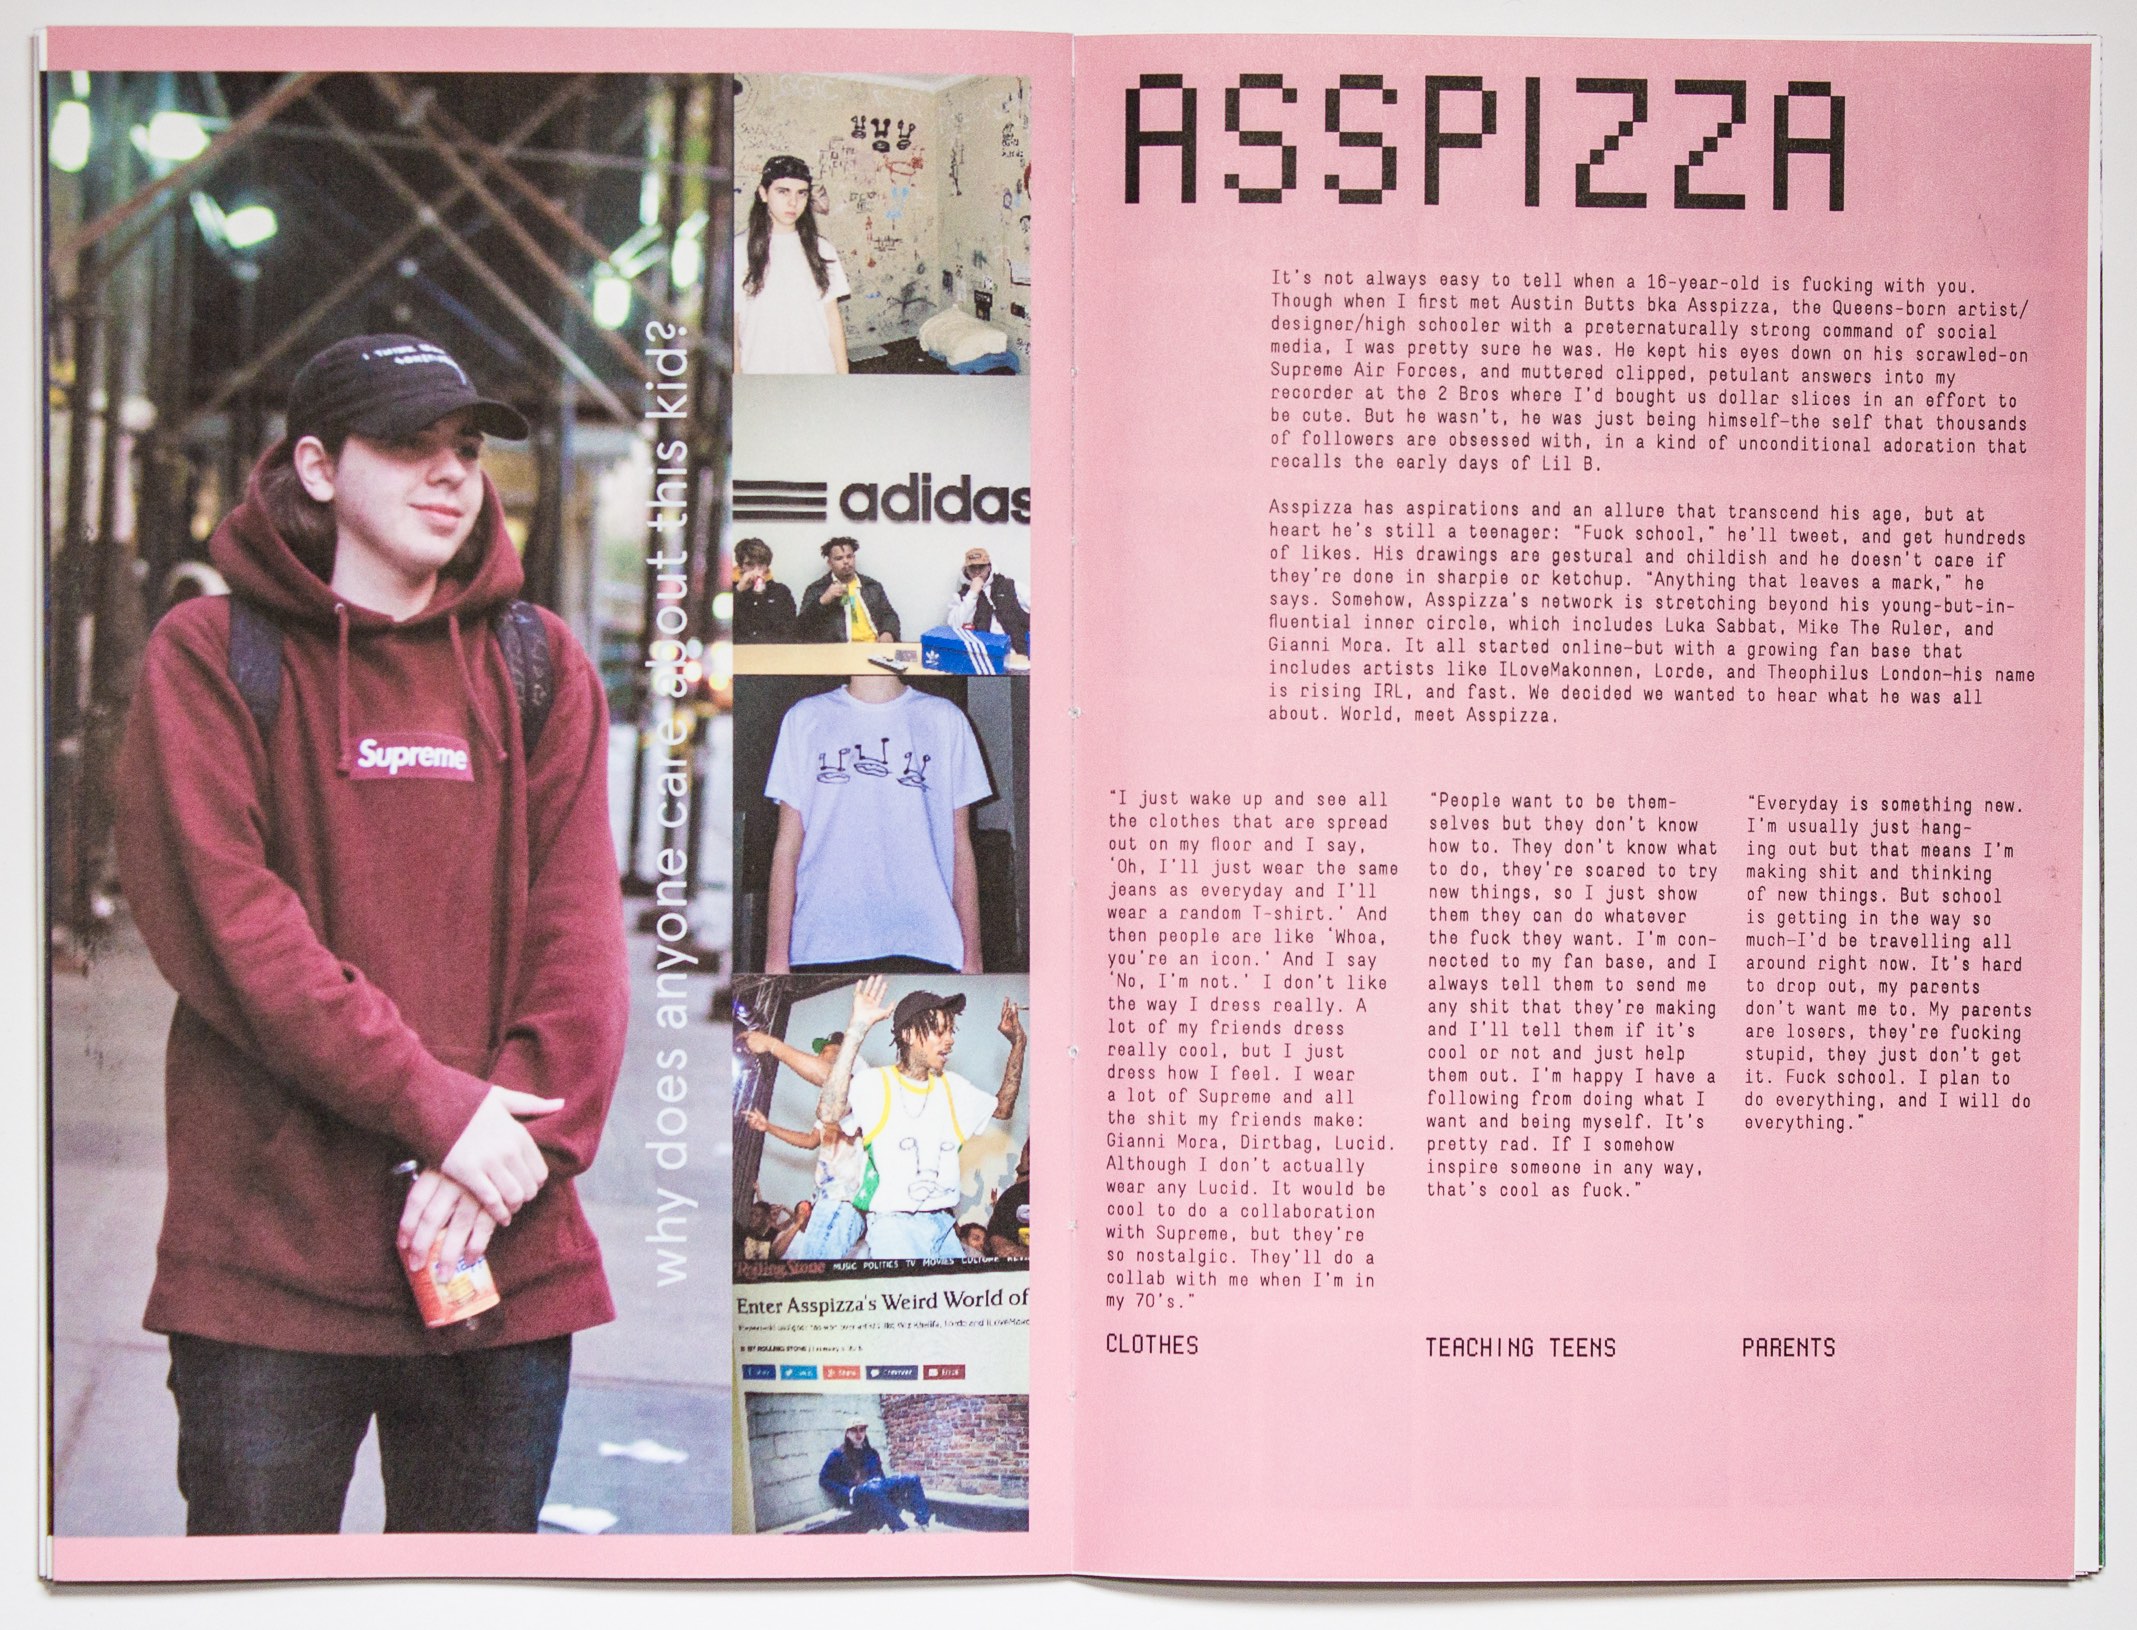 why does anyone care about this kid?
Supreme
adidas
Rolling Stone MUSIC POLITICS TV MOVIES CULTURE
Enter Asspizza's Weird World of
ASSPIZZA
It's not always easy to tell when a 16-year-old is fucking with you.
Though when I first met Austin Butts bka Asspizza, the Queens-born artist/
designer/high schooler with a preternaturally strong command of social
media, I was pretty sure he was. He kept his eyes down on his scrawled-on
Supreme Air Forces, and muttered clipped, petulant answers into my
recorder at the 2 Bros where I'd bought us dollar slices in an effort to
be cute. But he wasn't, he was just being himself—the self that thousands
of followers are obsessed with, in a kind of unconditional adoration that
recalls the early days of Lil B.
Asspizza has aspirations and an allure that transcend his age, but at
heart he's still a teenager: "Fuck school," he'll tweet, and get hundreds
of likes. His drawings are gestural and childish and he doesn't care if
they're done in sharpie or ketchup. "Anything that leaves a mark," he
says. Somehow, Asspizza's network is stretching beyond his young-but-in-
fluential inner circle, which includes Luka Sabbat, Mike The Ruler, and
Gianni Mora. It all started online—but with a growing fan base that
includes artists like ILoveMakonnen, Lorde, and Theophilus London—his name
is rising IRL, and fast. We decided we wanted to hear what he was all
about. World, meet Asspizza.
"I just wake up and see all
the clothes that are spread
out on my floor and I say,
'Oh, I'll just wear the same
jeans as everyday and I'll
wear a random T-shirt.' And
then people are like 'Whoa,
you're an icon.' And I say
'No, I'm not.' I don't like
the way I dress really. A
lot of my friends dress
really cool, but I just
dress how I feel. I wear
a lot of Supreme and all
the shit my friends make:
Gianni Mora, Dirtbag, Lucid.
Although I don't actually
wear any Lucid. It would be
cool to do a collaboration
with Supreme, but they're
so nostalgic. They'll do a
collab with me when I'm in
my 70's."
CLOTHES
"People want to be them-
selves but they don't know
how to. They don't know what
to do, they're scared to try
new things, so I just show
them they can do whatever
the fuck they want. I'm con-
nected to my fan base, and I
always tell them to send me
any shit that they're making
and I'll tell them if it's
cool or not and just help
them out. I'm happy I have a
following from doing what I
want and being myself. It's
pretty rad. If I somehow
inspire someone in any way,
that's cool as fuck."
TEACHING TEENS
"Everyday is something new.
I'm usually just hang-
ing out but that means I'm
making shit and thinking
of new things. But school
is getting in the way so
much—I'd be travelling all
around right now. It's hard
to drop out, my parents
don't want me to. My parents
are losers, they're fucking
stupid, they just don't get
it. Fuck school. I plan to
do everything, and I will do
everything."
PARENTS